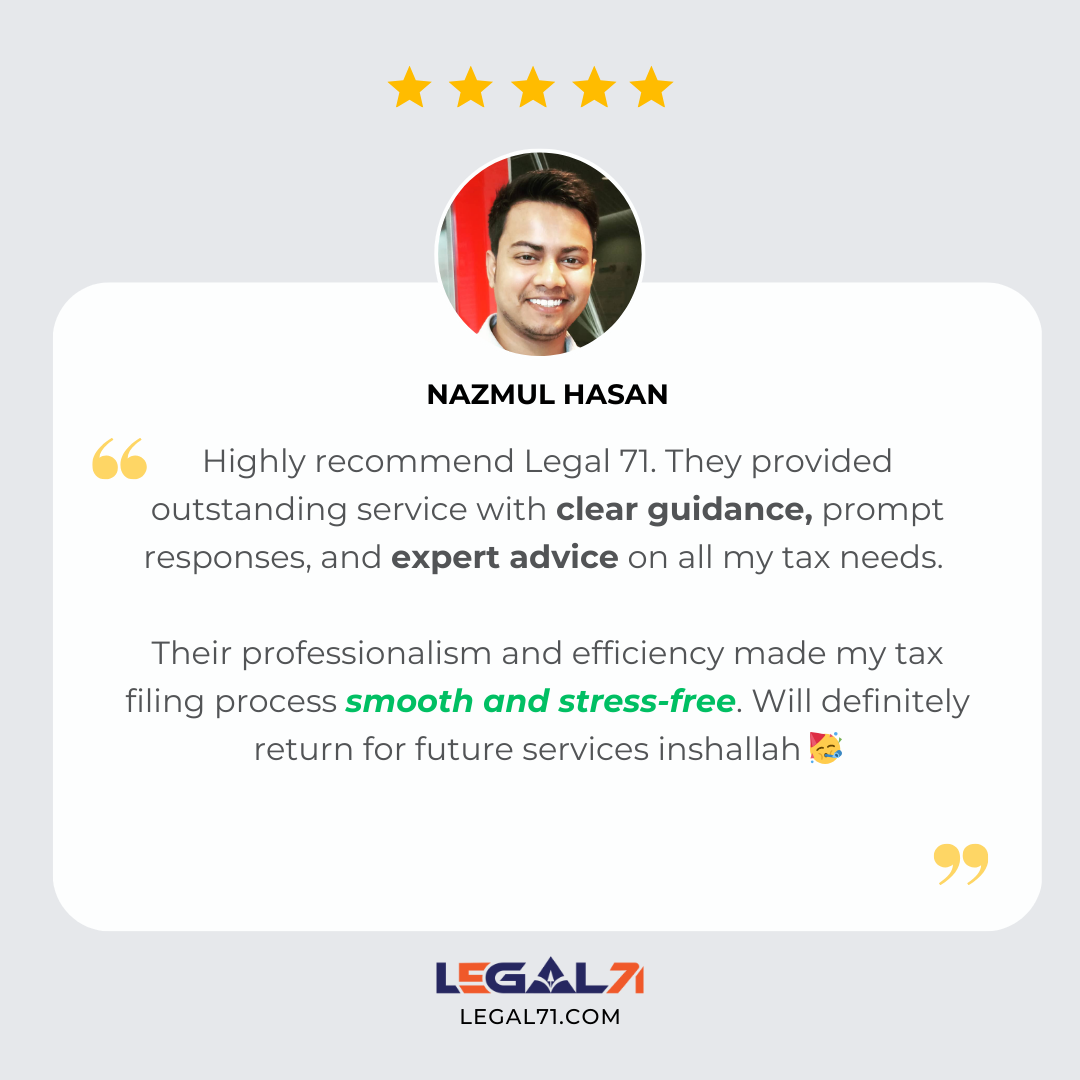 NAZMUL HASAN
“
Highly recommend Legal 71. They provided
outstanding service with clear guidance, prompt
responses, and expert advice on all my tax needs.
Their professionalism and efficiency made my tax
filing process smooth and stress-free. Will definitely
return for future services inshallah 🥳
”
LEGAL71
LEGAL71.COM